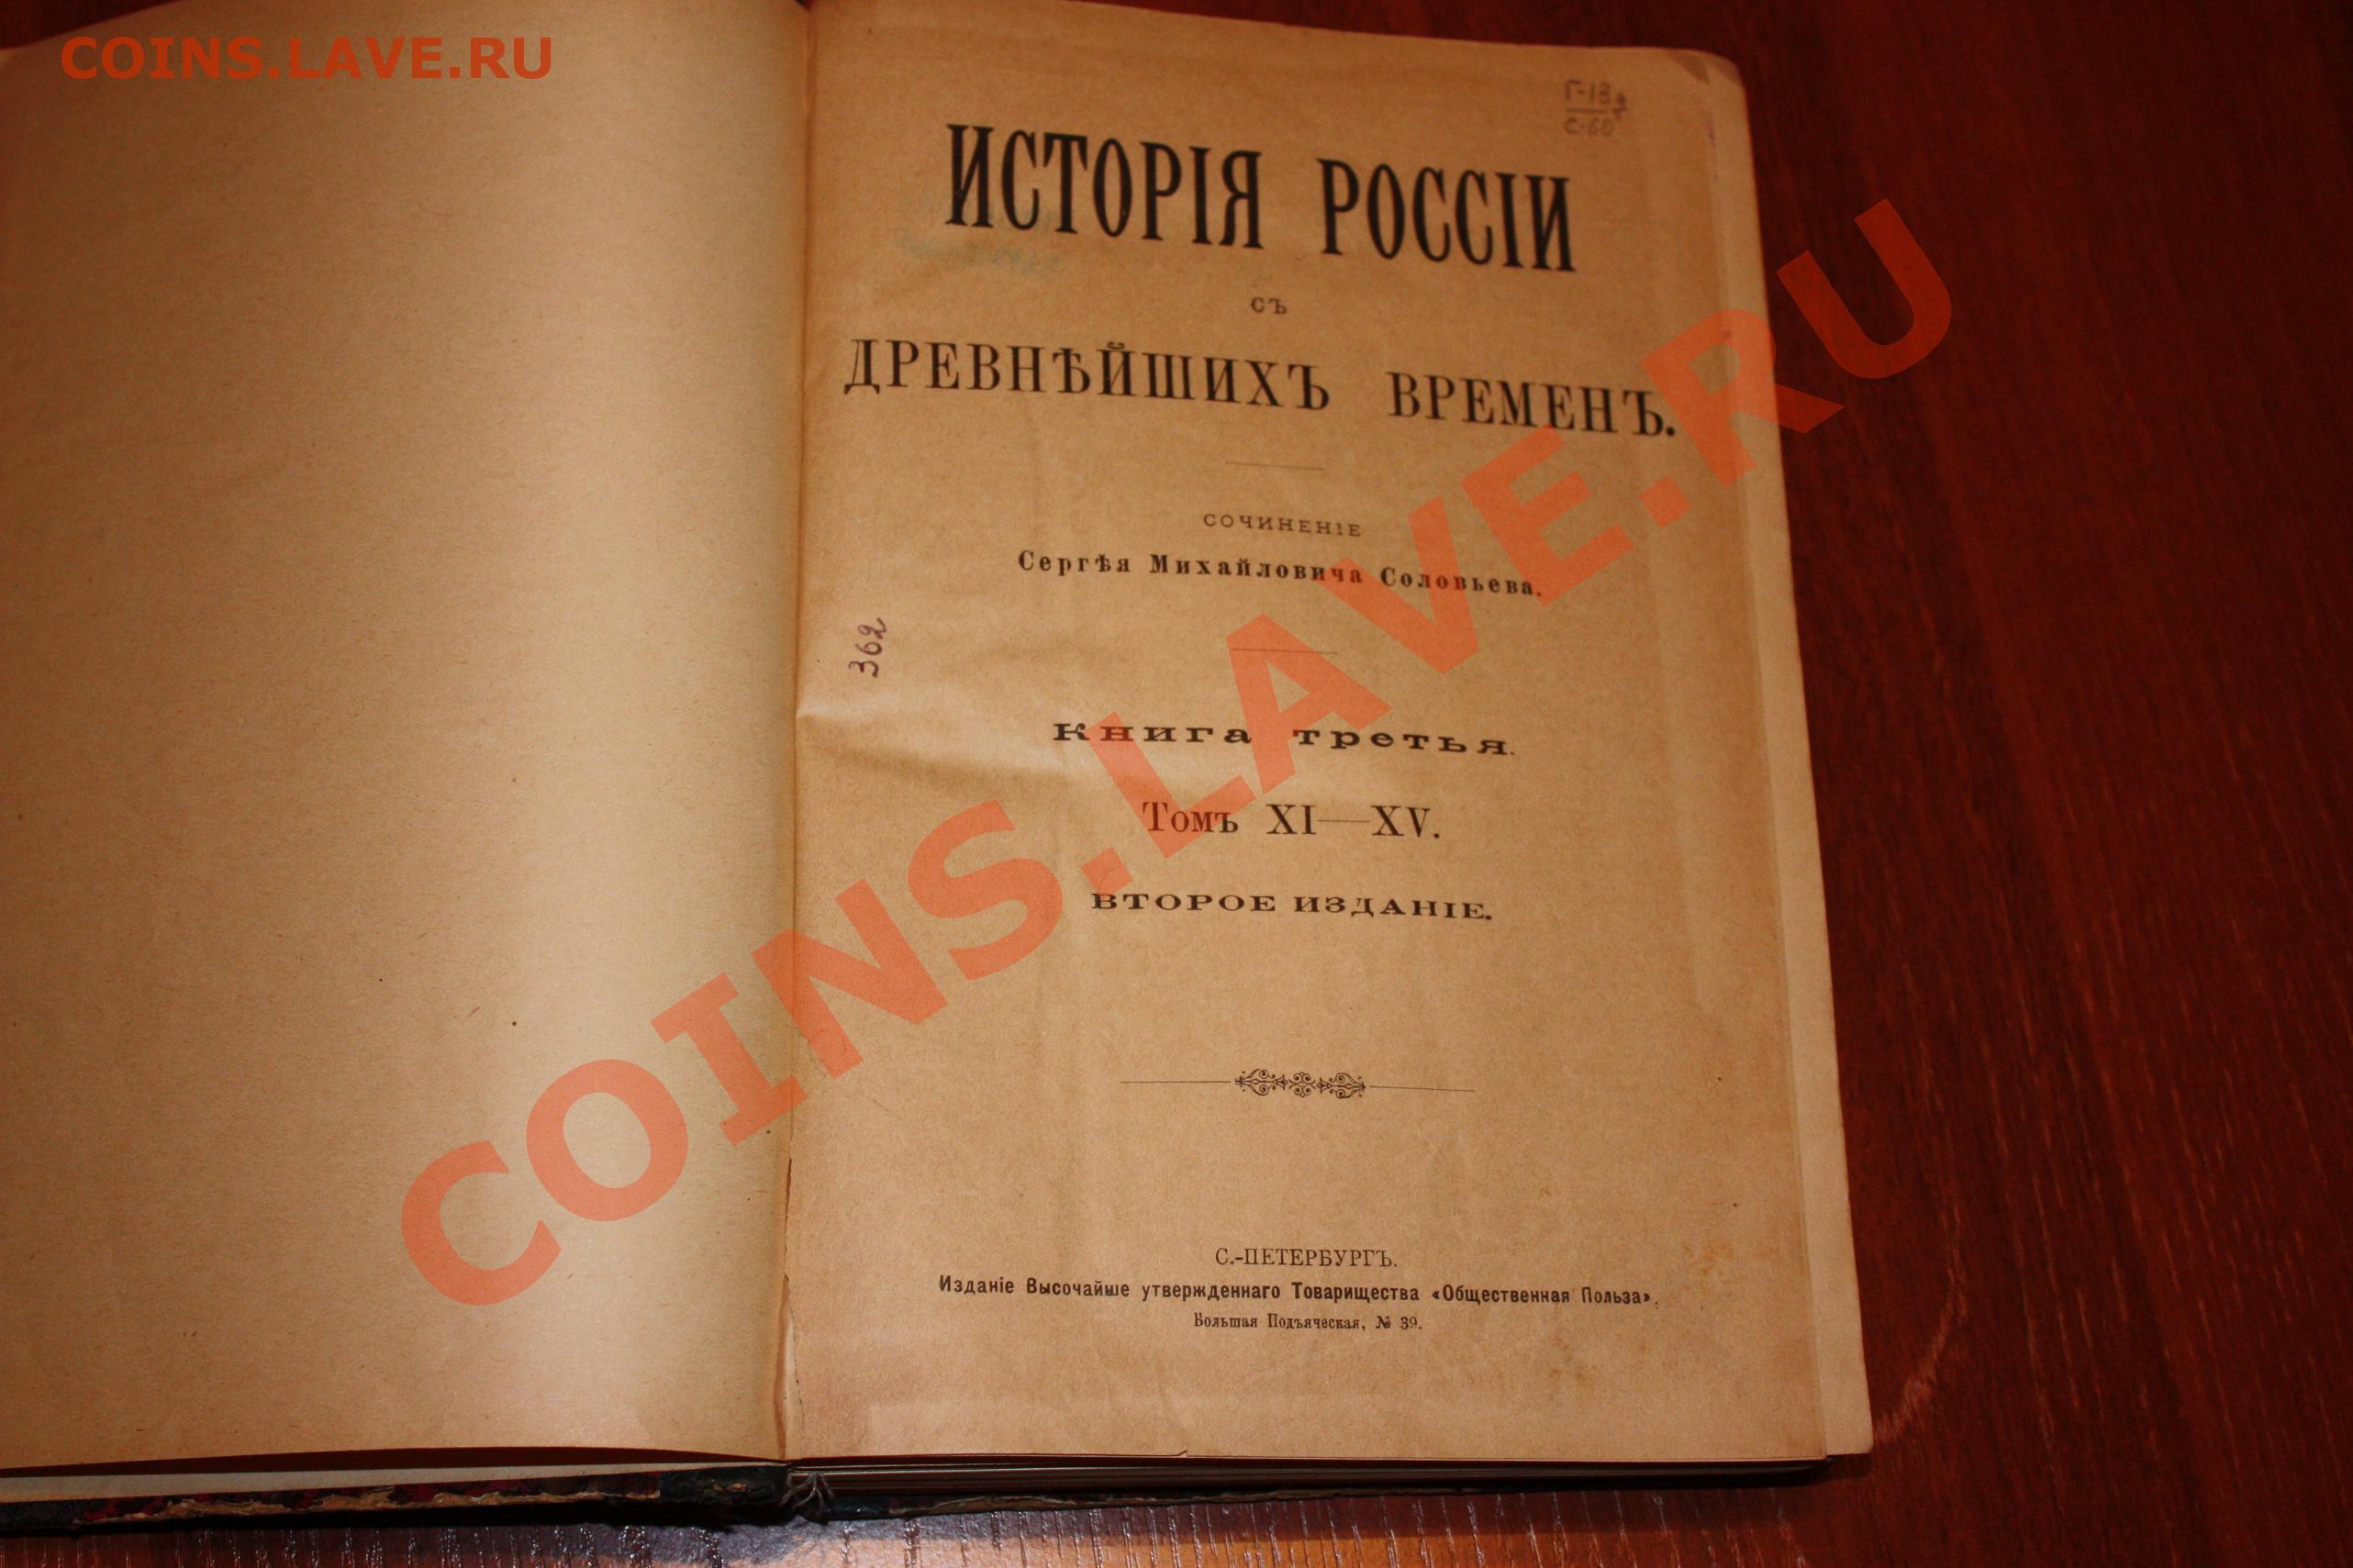 COINS.LAVE.RU
Г-13
С-60
ИСТОРІЯ РОССІИ
съ
ДРЕВНѢЙШИХЪ ВРЕМЕНЪ.
СОЧИНЕНІЕ
Сергѣя Михайловича Соловьева.
362
КНИГА ТРЕТЬЯ.
Томъ XI—XV.
ВТОРОЕ ИЗДАНІЕ.
COINS.LAVE.RU
С.-ПЕТЕРБУРГЪ.
Изданіе Высочайше утвержденнаго Товарищества «Общественная Польза».
Большая Подъяческая, № 39.